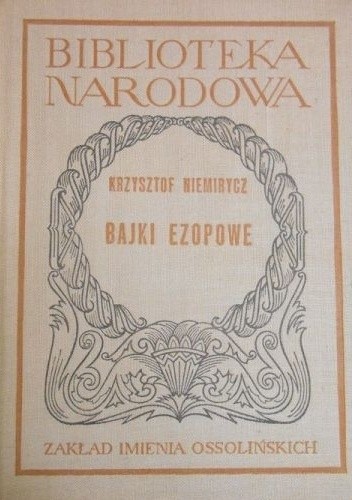 BIBLIOTEKA
NARODOWA
KRZYSZTOF NIEMIRYCZ
BAJKI EZOPOWE
ZAKŁAD IMIENIA OSSOLIŃSKICH